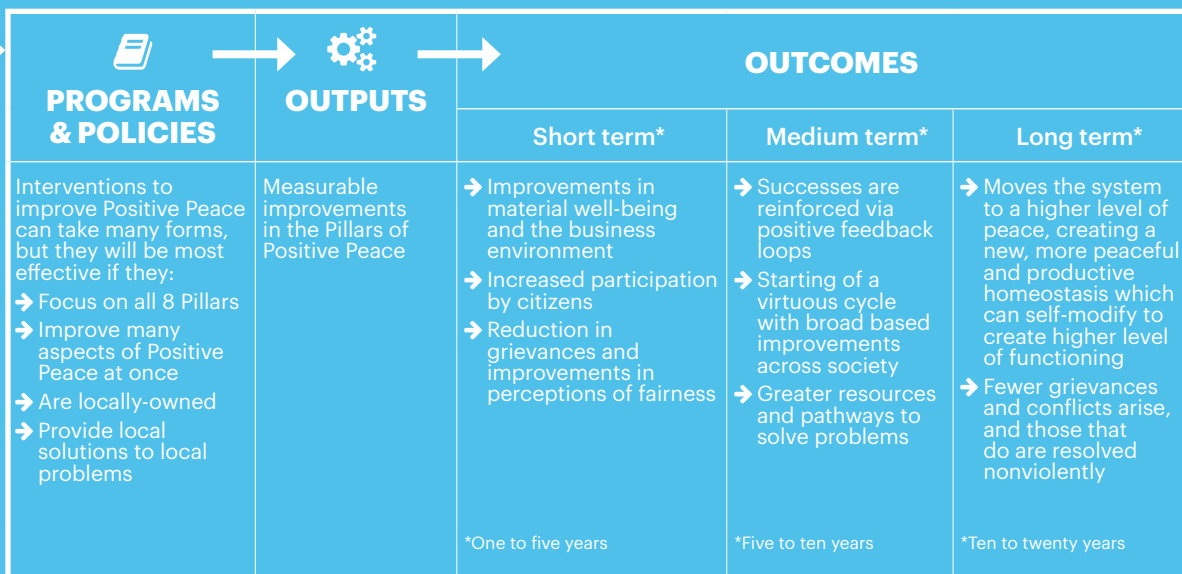 PROGRAMS
& POLICIES
OUTPUTS
OUTCOMES
Short term*
Medium term*
Long term*
Interventions to
improve Positive Peace
can take many forms,
but they will be most
effective if they:
Focus on all 8 Pillars
Improve many
aspects of Positive
Peace at once
Are locally-owned
Provide local
solutions to local
problems
Measurable
improvements
in the Pillars of
Positive Peace
Improvements in
material well-being
and the business
environment
Increased participation
by citizens
Reduction in
grievances and
improvements in
perceptions of fairness
*One to five years
Successes are
reinforced via
positive feedback
loops
Starting of a
virtuous cycle
with broad based
improvements
across society
Greater resources
and pathways to
solve problems
*Five to ten years
Moves the system
to a higher level of
peace, creating a
new, more peaceful
and productive
homeostasis which
can self-modify to
create higher level
of functioning
Fewer grievances
and conflicts arise,
and those that
do are resolved
nonviolently
*Ten to twenty years